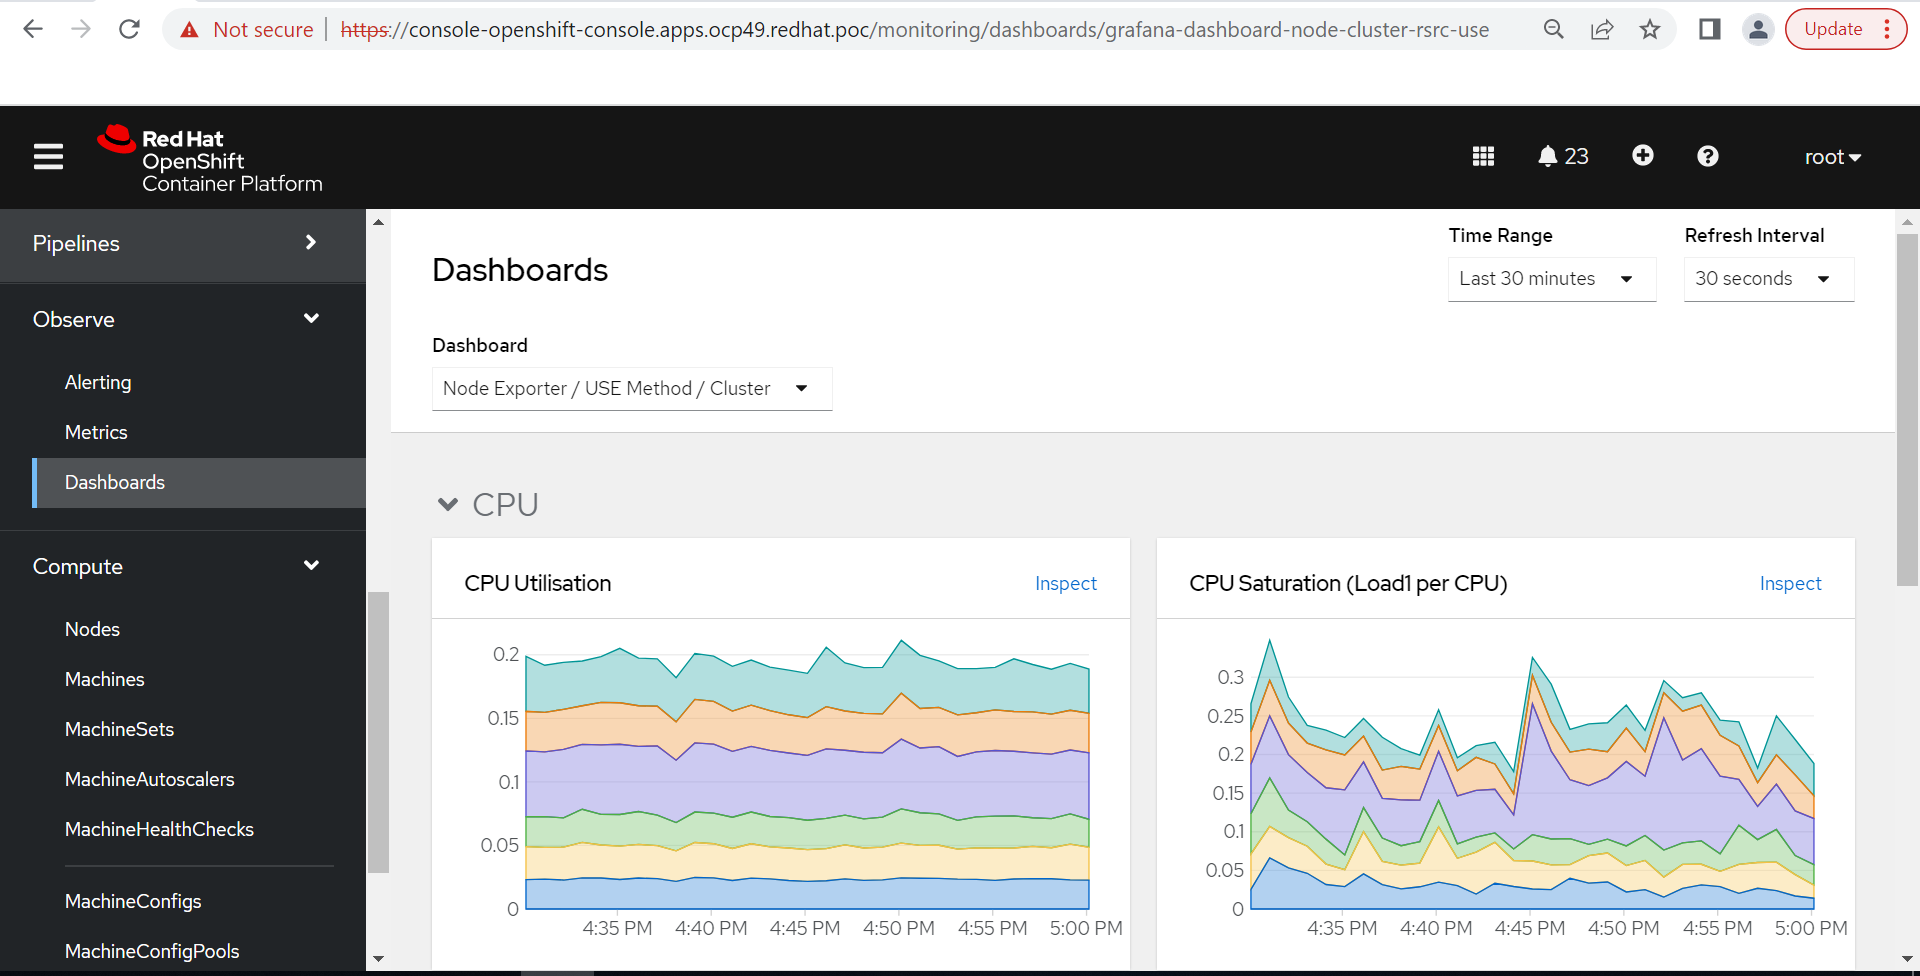 Not secure | https://console-openshift-console.apps.ocp49.redhat.poc/monitoring/dashboards/grafana-dashboard-node-cluster-rsrc-use
Update
Red Hat
OpenShift
Container Platform
23
root
Pipelines
Observe
Alerting
Metrics
Dashboards
Compute
Nodes
Machines
MachineSets
MachineAutoscalers
MachineHealthChecks
MachineConfigs
MachineConfigPools
Dashboards
Time Range
Last 30 minutes
Refresh Interval
30 seconds
Dashboard
Node Exporter / USE Method / Cluster
CPU
CPU Utilisation
Inspect
0.2
0.15
0.1
0.05
0
4:35 PM 4:40 PM 4:45 PM 4:50 PM 4:55 PM 5:00 PM
CPU Saturation (Load1 per CPU)
Inspect
0.3
0.25
0.2
0.15
0.1
0.05
0
4:35 PM 4:40 PM 4:45 PM 4:50 PM 4:55 PM 5:00 PM